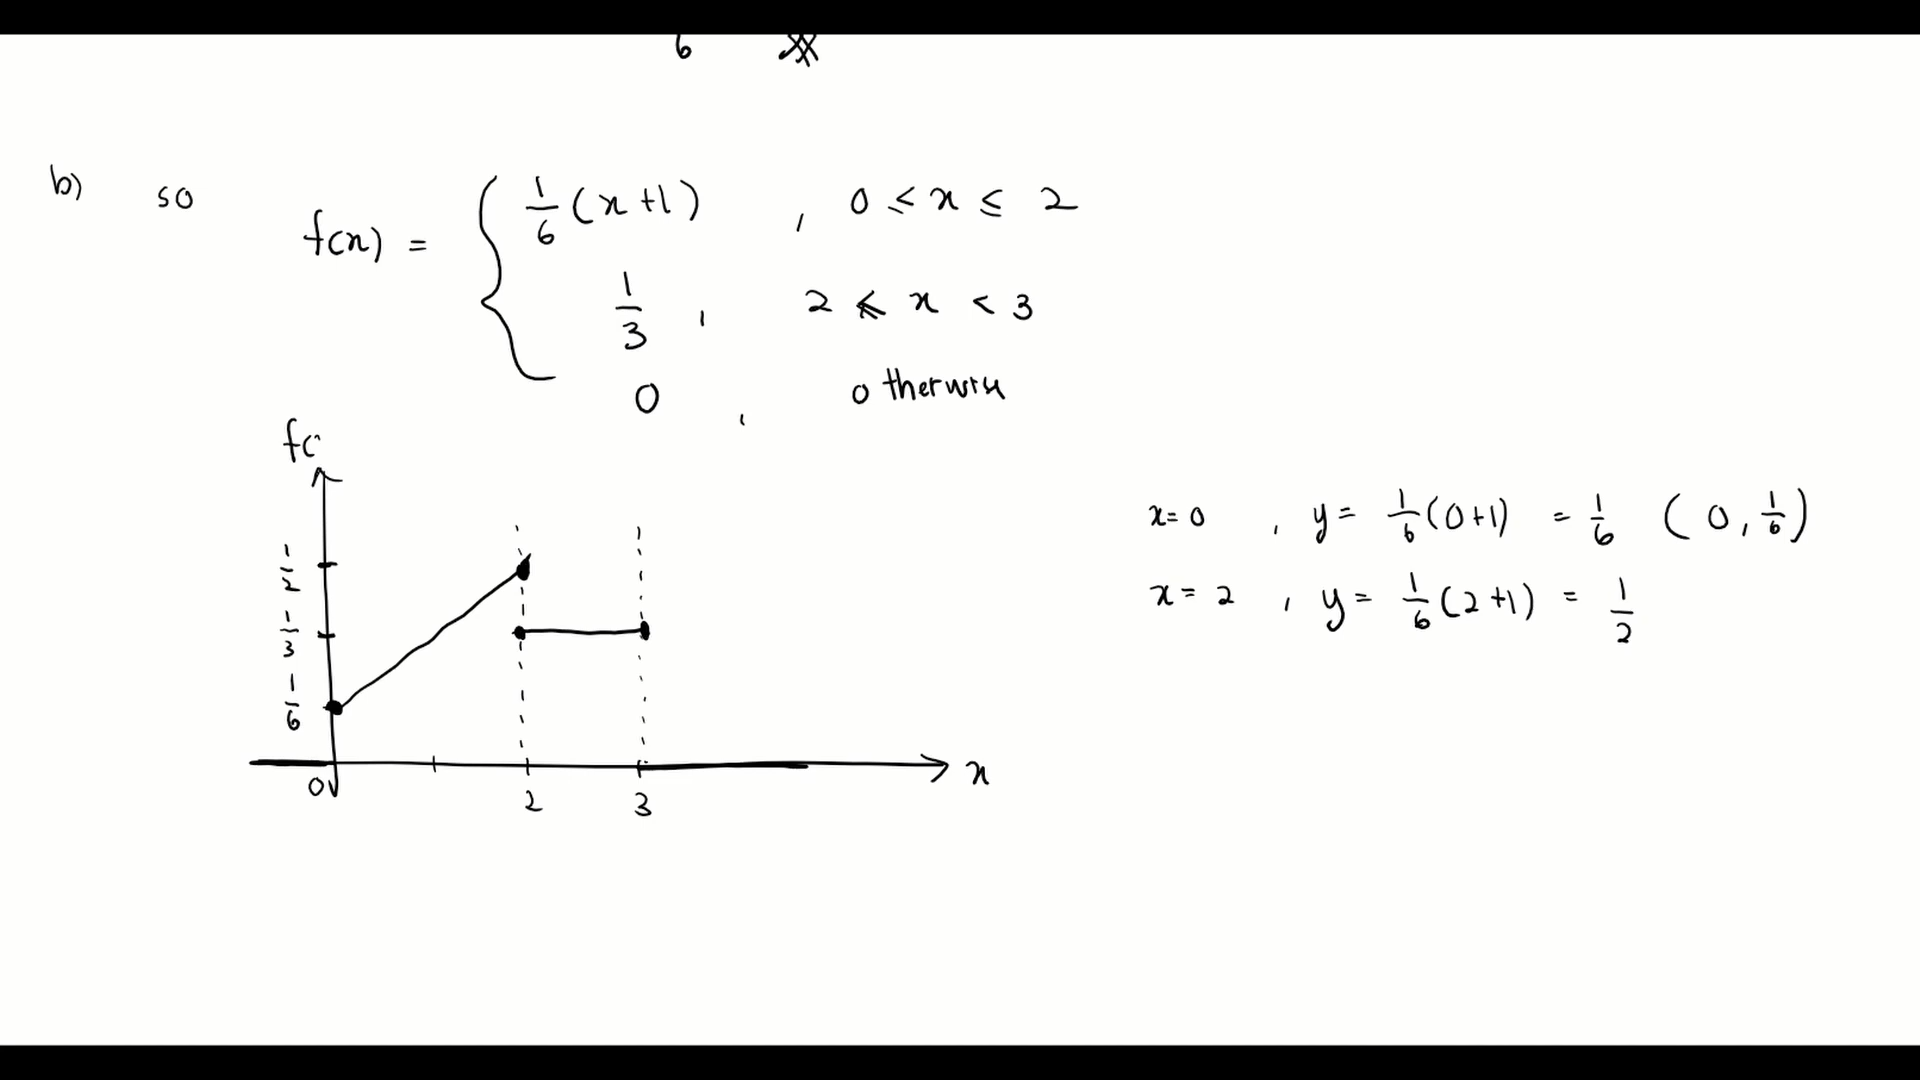 6
b) so
f(x) = { 1/6 (x+1) , 0 ≤ x ≤ 2
1/3 , 2 ≤ x < 3
0 , otherwise
f(
x=0 , y= 1/6 (0+1) = 1/6 (0, 1/6)
1/2
x= 2 , y= 1/6 (2+1) = 1/2
1/3
1/6
x
0 2 3